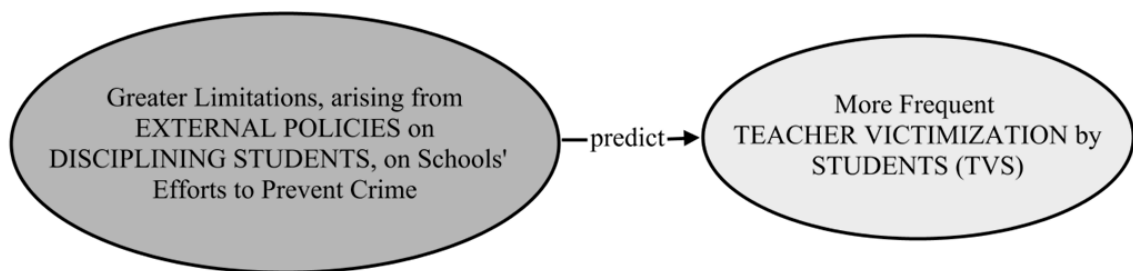 Greater Limitations, arising from
EXTERNAL POLICIES on
DISCIPLINING STUDENTS, on Schools'
Efforts to Prevent Crime
predict
More Frequent
TEACHER VICTIMIZATION by
STUDENTS (TVS)